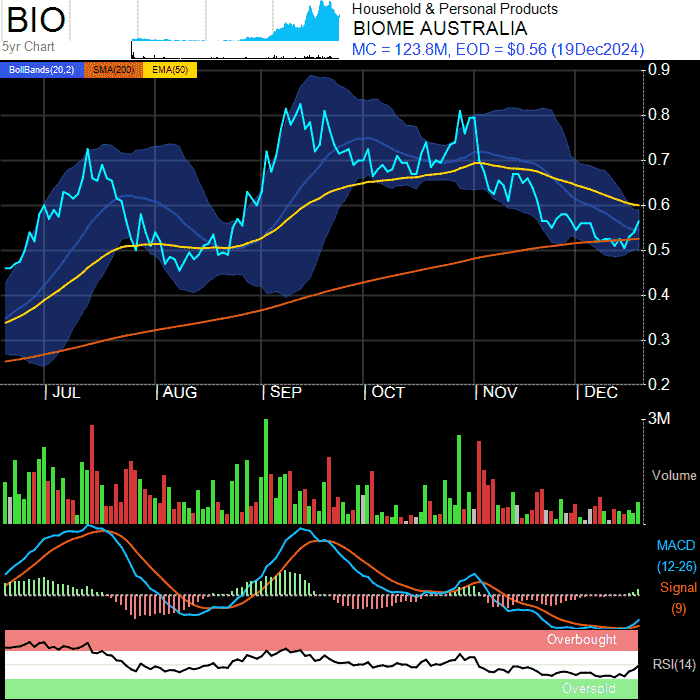 BIO
5yr Chart
Household & Personal Products
BIOME AUSTRALIA
MC = 123.8M, EOD = $0.56 (19Dec2024)
BollBands(20,2) SMA(200) EMA(50)
0.9
0.8
0.7
0.6
0.5
0.4
0.3
0.2
JUL AUG SEP OCT NOV DEC
3M
Volume
MACD
(12-26)
Signal
(9)
Overbought
RSI(14)
Oversold